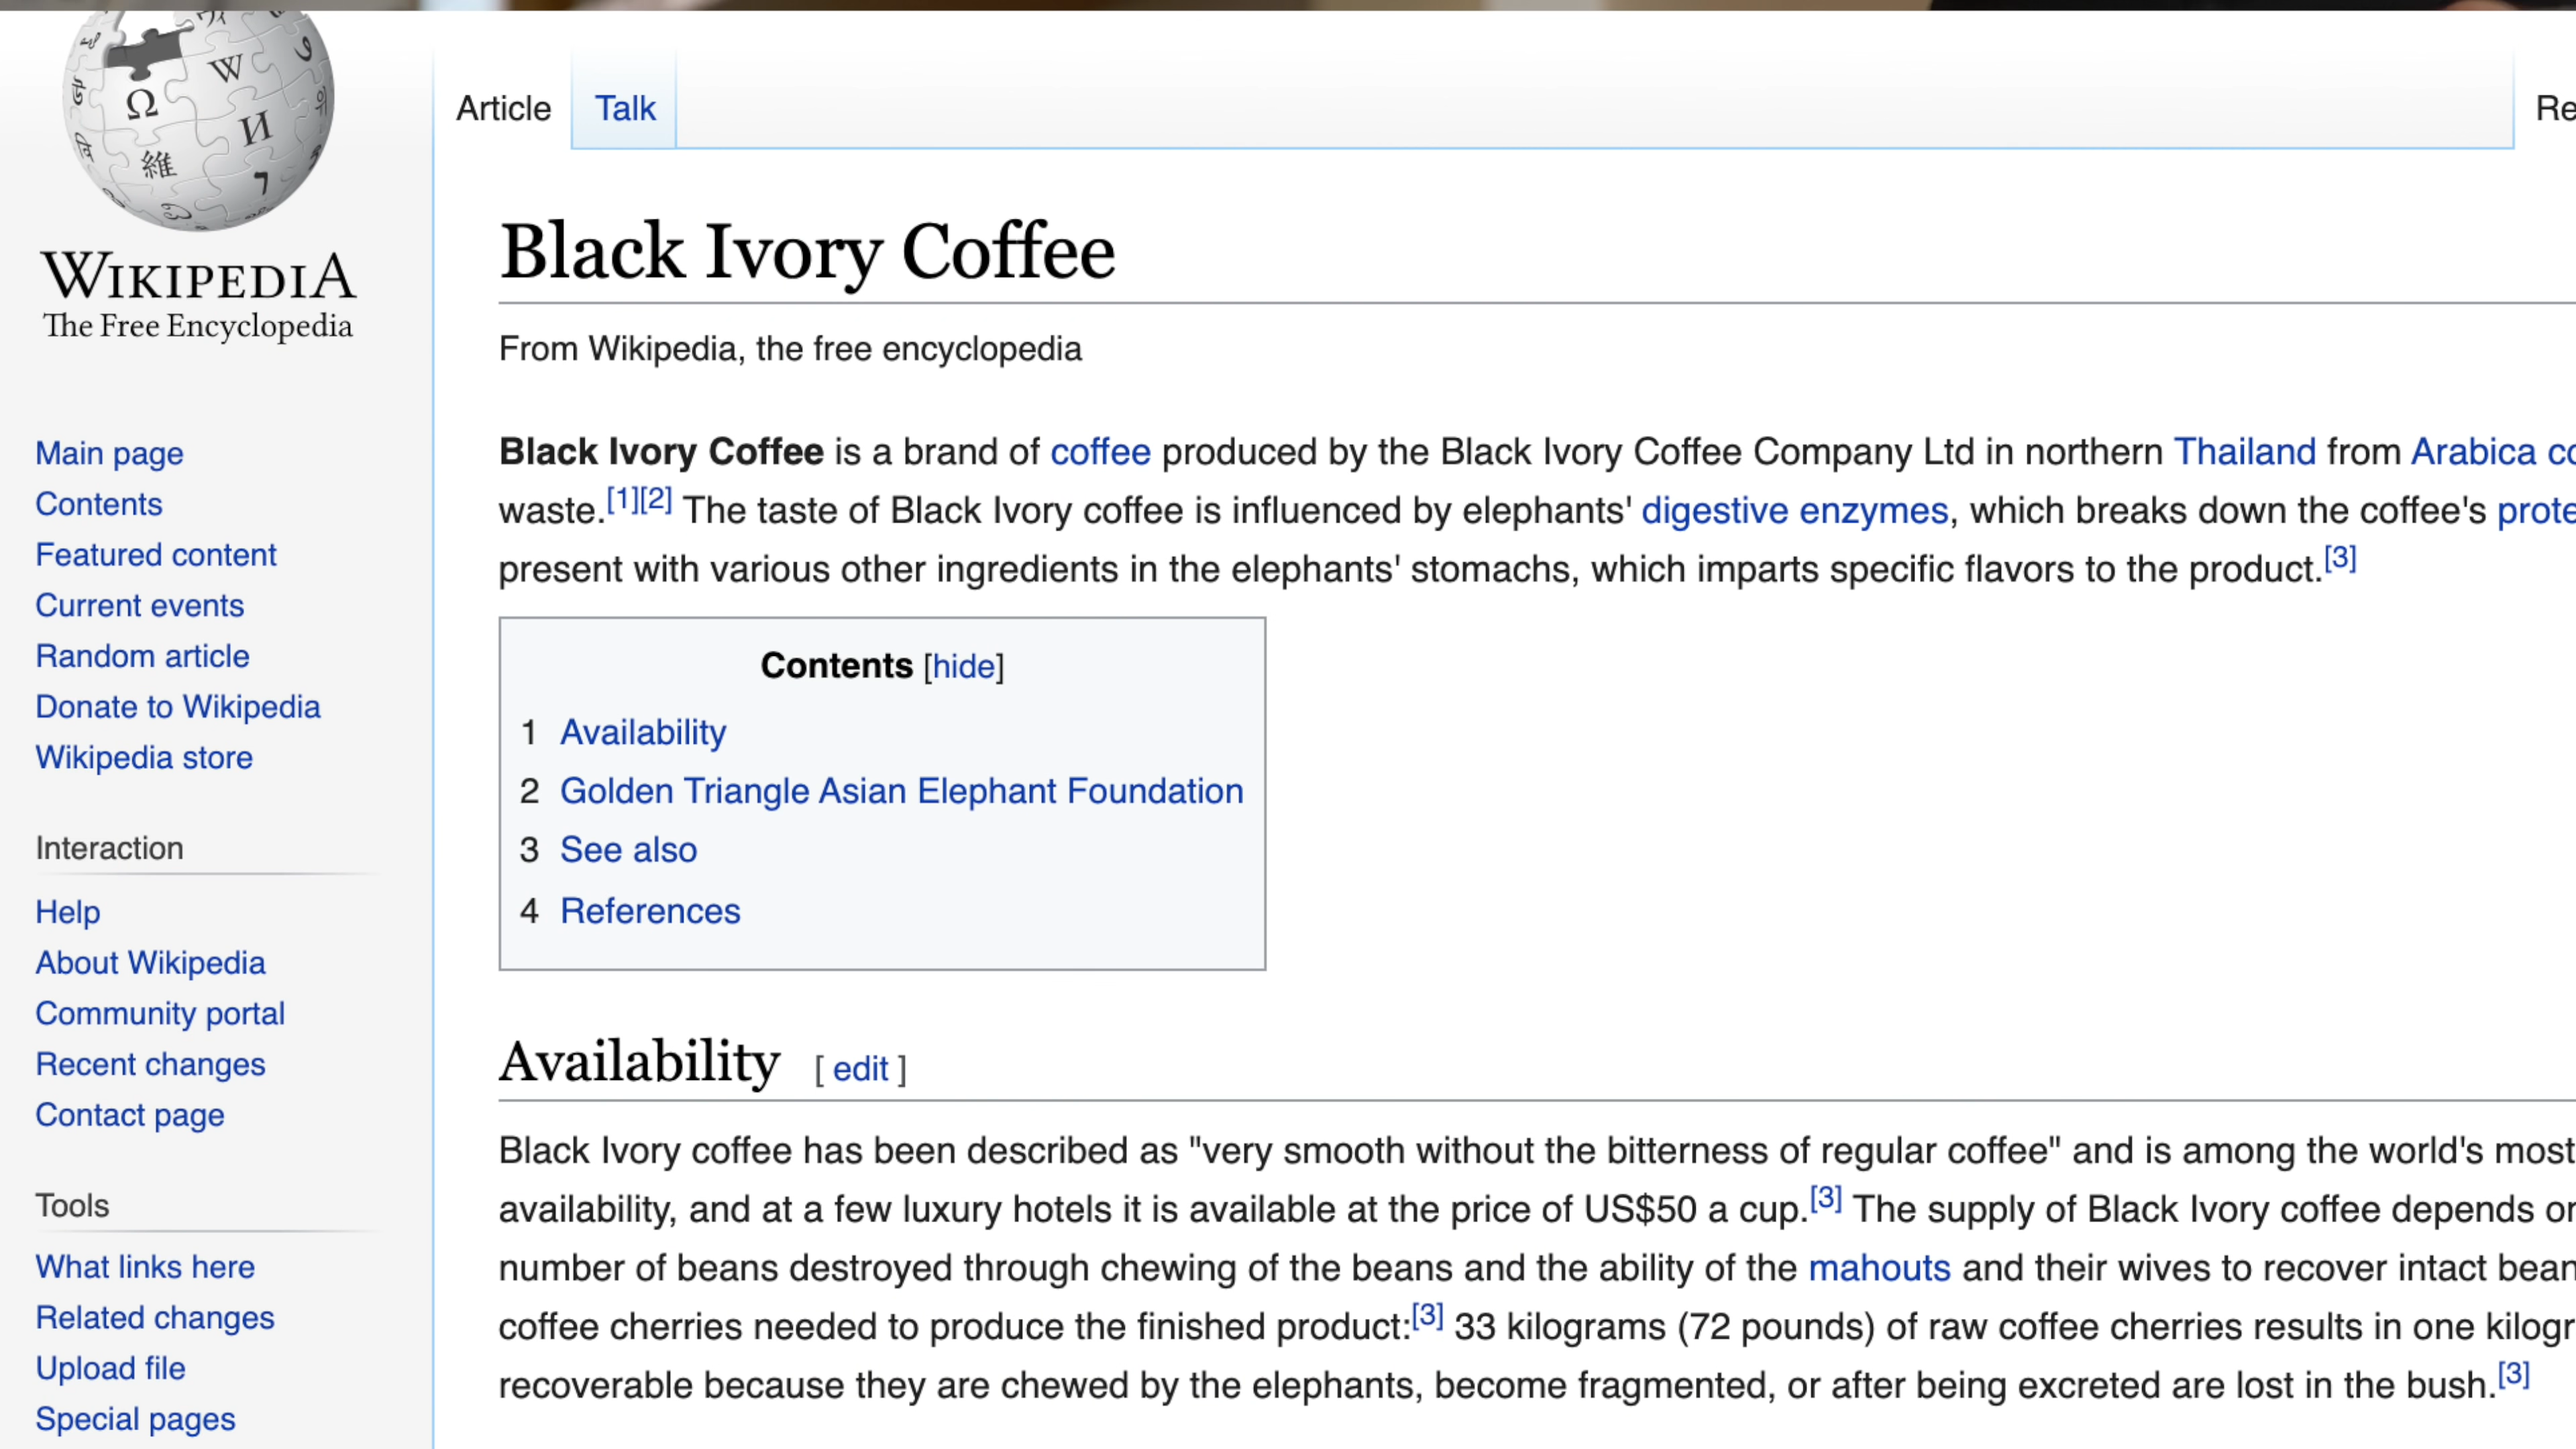 WIKIPEDIA
The Free Encyclopedia
Main page
Contents
Featured content
Current events
Random article
Donate to Wikipedia
Wikipedia store
Interaction
Help
About Wikipedia
Community portal
Recent changes
Contact page
Tools
What links here
Related changes
Upload file
Special pages
Article Talk
Re
Black Ivory Coffee
From Wikipedia, the free encyclopedia
Black Ivory Coffee is a brand of coffee produced by the Black Ivory Coffee Company Ltd in northern Thailand from Arabica co
waste.[1][2] The taste of Black Ivory coffee is influenced by elephants' digestive enzymes, which breaks down the coffee's prote
present with various other ingredients in the elephants' stomachs, which imparts specific flavors to the product.[3]
Contents [hide]
1 Availability
2 Golden Triangle Asian Elephant Foundation
3 See also
4 References
Availability [ edit ]
Black Ivory coffee has been described as "very smooth without the bitterness of regular coffee" and is among the world's most
availability, and at a few luxury hotels it is available at the price of US$50 a cup.[3] The supply of Black Ivory coffee depends on
number of beans destroyed through chewing of the beans and the ability of the mahouts and their wives to recover intact bean
coffee cherries needed to produce the finished product:[3] 33 kilograms (72 pounds) of raw coffee cherries results in one kilogr
recoverable because they are chewed by the elephants, become fragmented, or after being excreted are lost in the bush.[3]